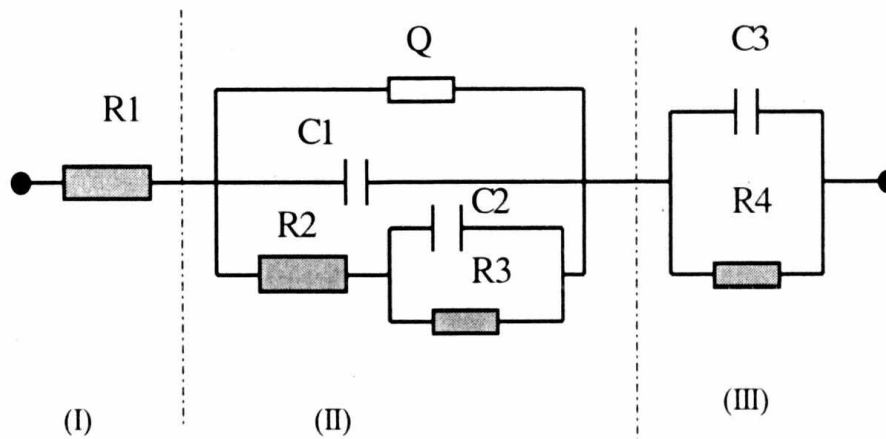 Q
C3
R1
C1
C2
R4
R2
R3
(I)
(II)
(III)